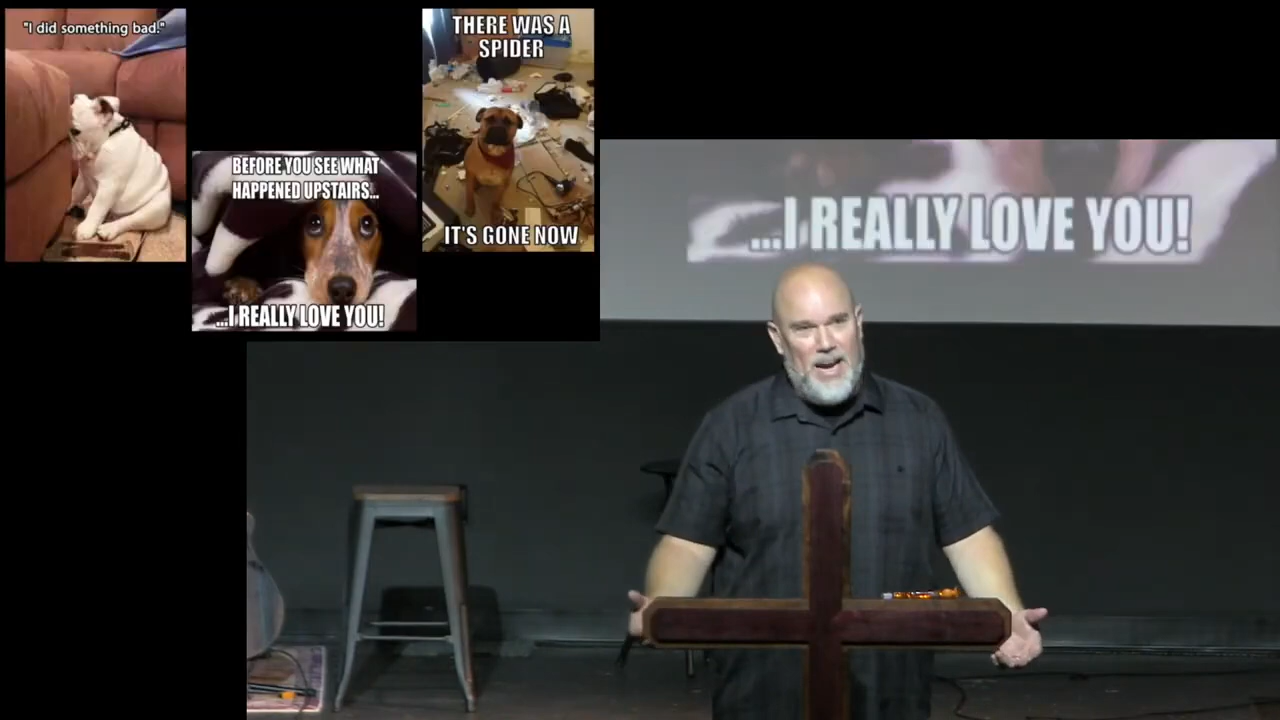 "I did something bad."
BEFORE YOU SEE WHAT
HAPPENED UPSTAIRS...
...I REALLY LOVE YOU!
THERE WAS A
SPIDER
IT'S GONE NOW
...I REALLY LOVE YOU!